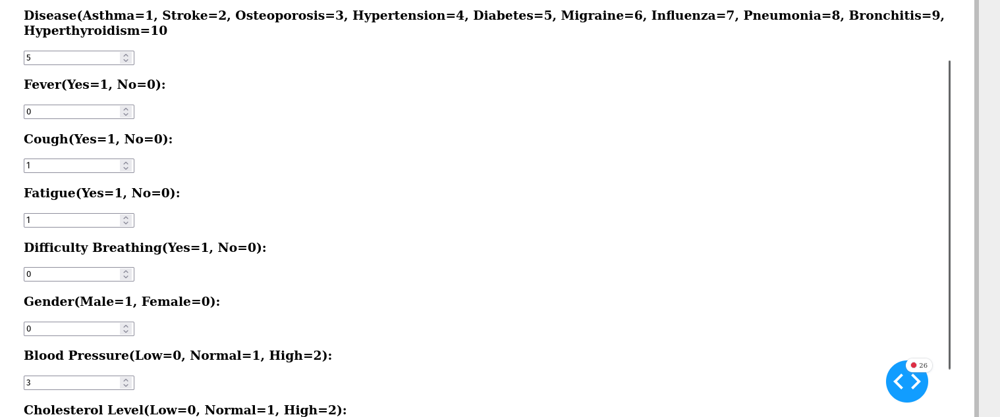 Disease(Asthma=1, Stroke=2, Osteoporosis=3, Hypertension=4, Diabetes=5, Migraine=6, Influenza=7, Pneumonia=8, Bronchitis=9,
Hyperthyroidism=10
5
Fever(Yes=1, No=0):
0
Cough(Yes=1, No=0):
1
Fatigue(Yes=1, No=0):
1
Difficulty Breathing(Yes=1, No=0):
0
Gender(Male=1, Female=0):
0
Blood Pressure(Low=0, Normal=1, High=2):
3
26
Cholesterol Level(Low=0, Normal=1, High=2):